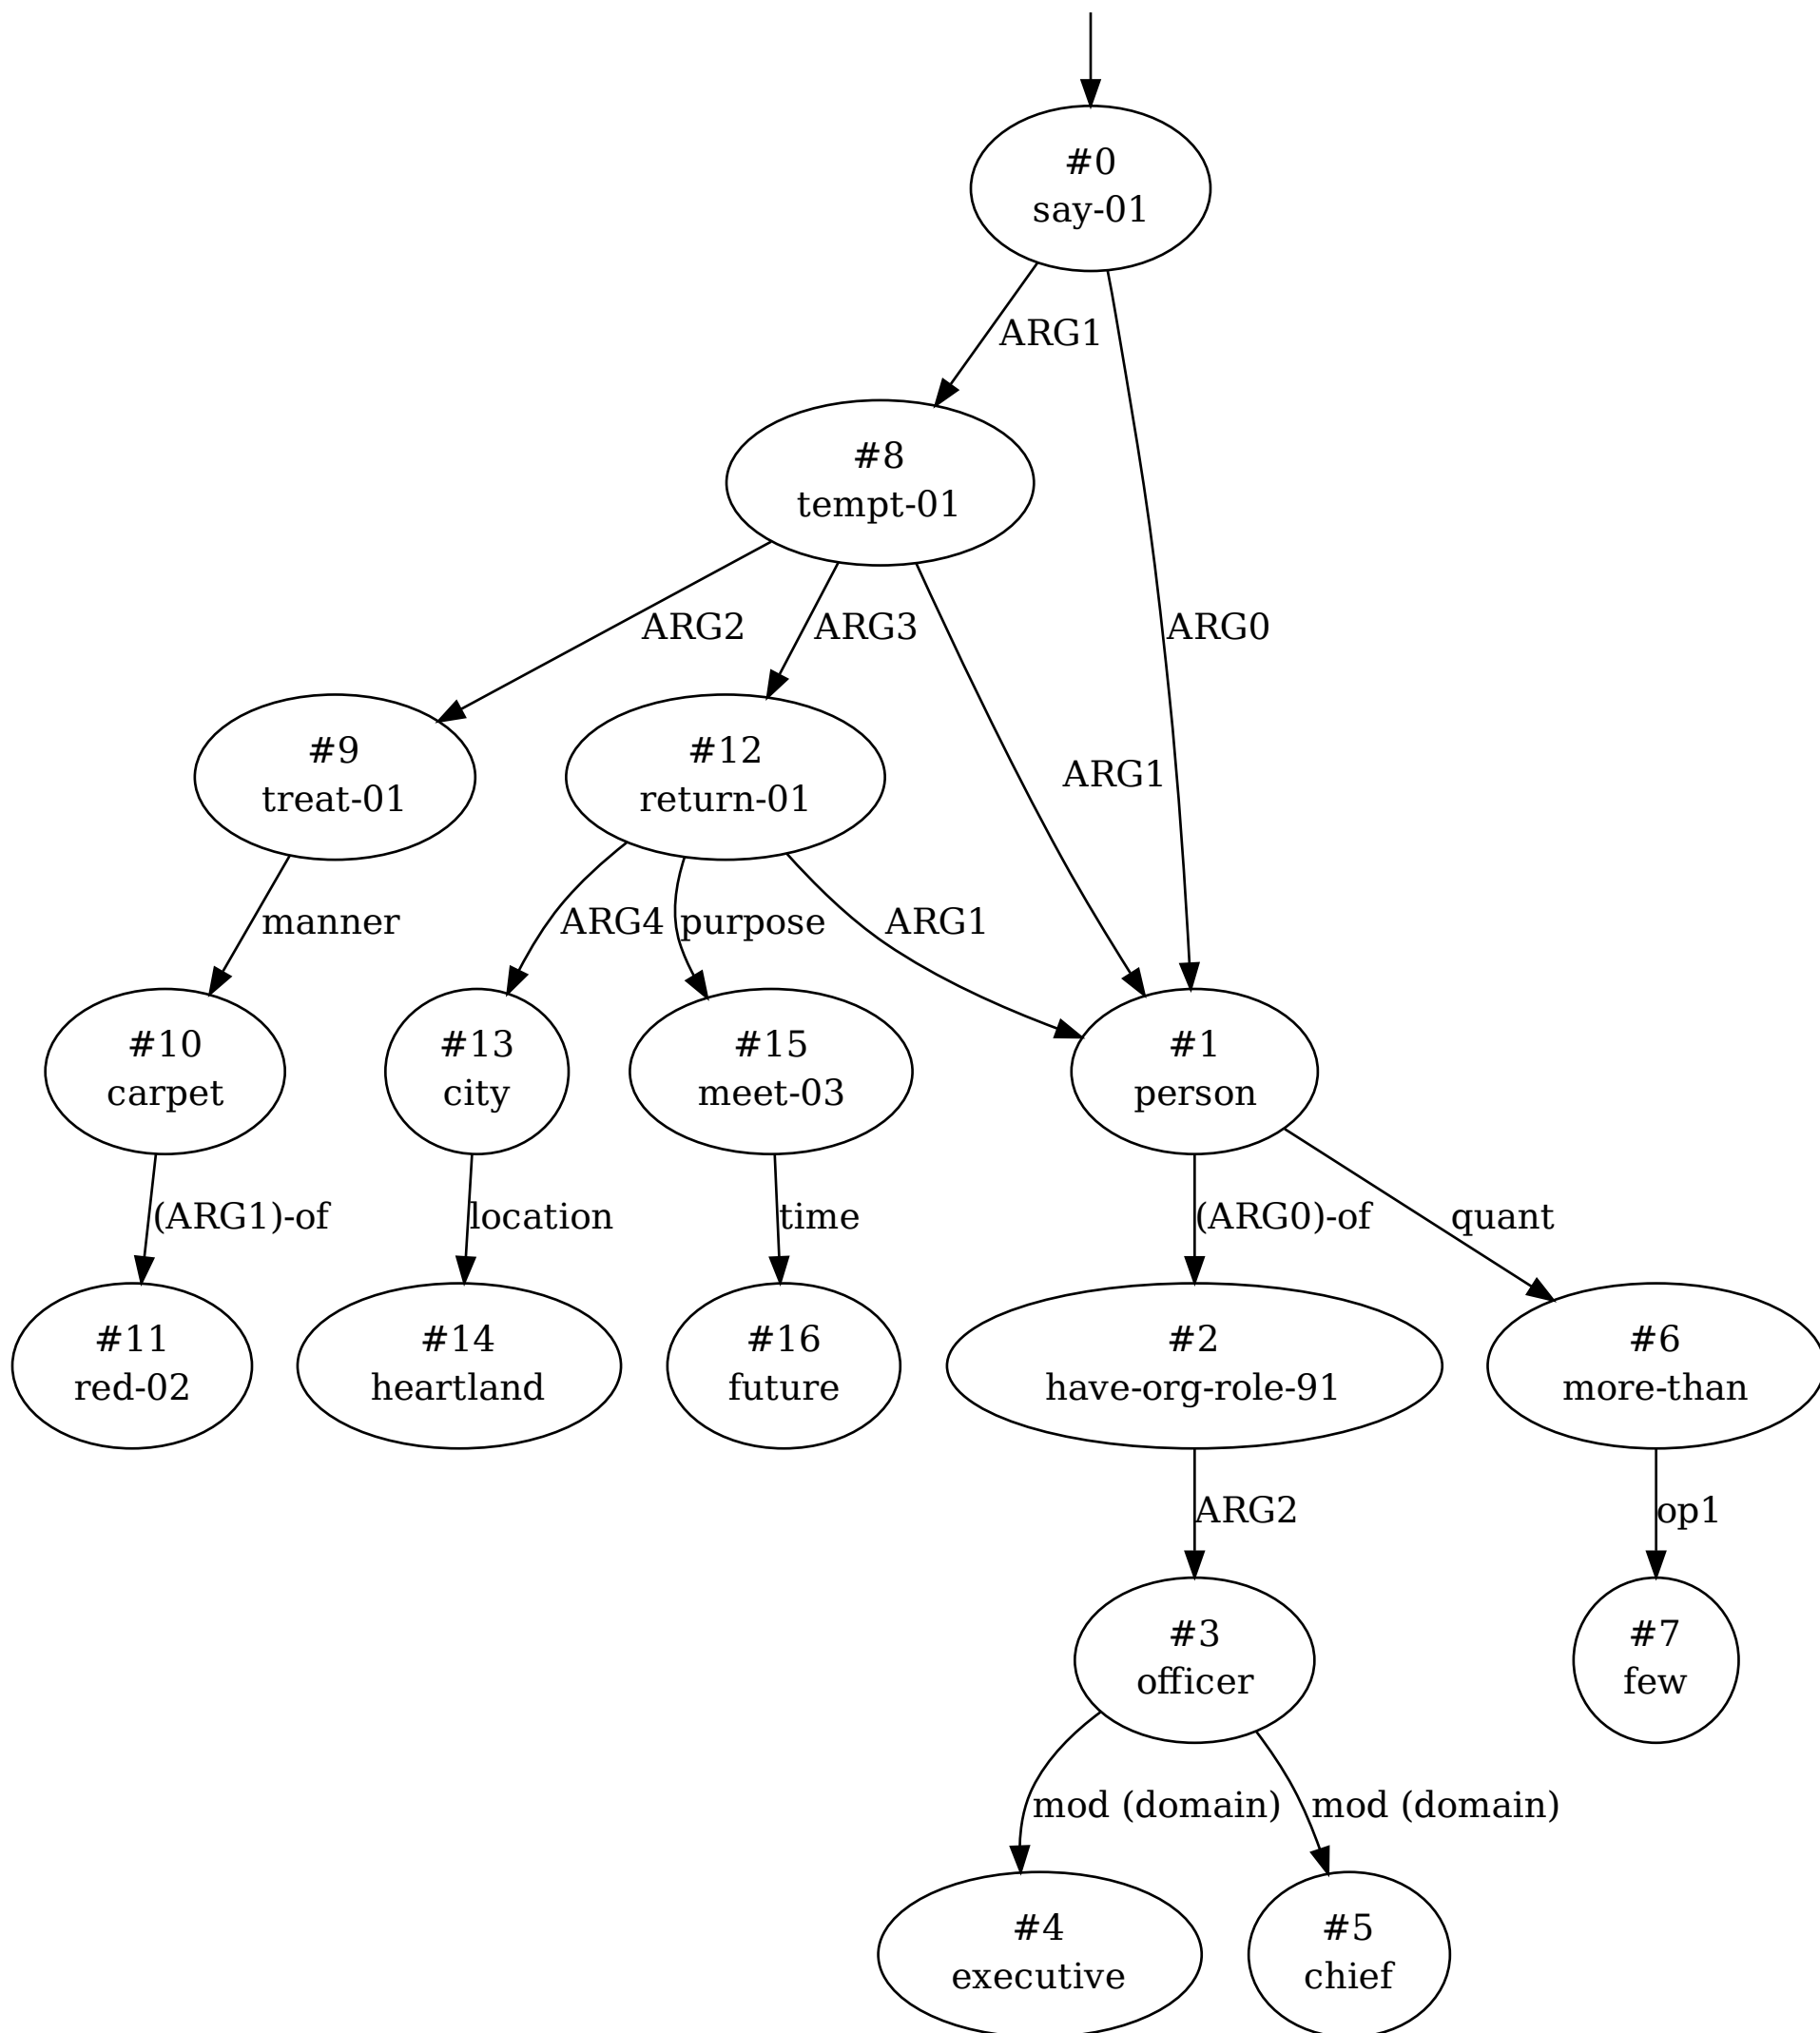 #0
say-01
ARG1
#8
tempt-01
ARG2
ARG3
ARG0
#9
treat-01
#12
return-01
ARG1
manner
ARG4
purpose
ARG1
#10
carpet
#13
city
#15
meet-03
#1
person
(ARG1)-of
location
time
(ARG0)-of
quant
#11
red-02
#14
heartland
#16
future
#2
have-org-role-91
#6
more-than
ARG2
op1
#3
officer
#7
few
mod (domain)
mod (domain)
#4
executive
#5
chief